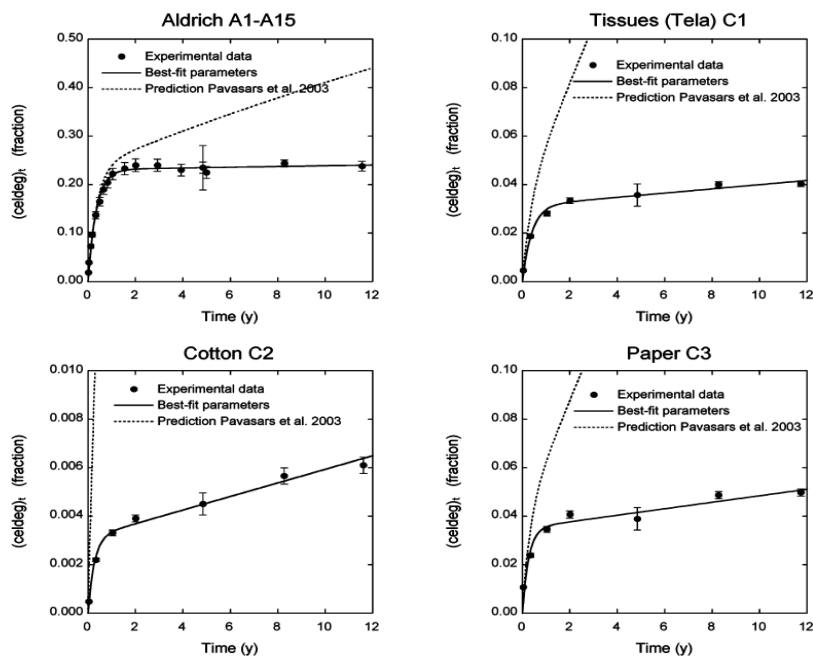 Aldrich A1-A15
0.50
0.40
0.30
0.20
0.10
0.00
(celdeg)t (fraction)
Experimental data
Best-fit parameters
Prediction Pavasars et al. 2003
0 2 4 6 8 10 12
Time (y)
Tissues (Tela) C1
0.10
0.08
0.06
0.04
0.02
0.00
(celdeg)t (fraction)
Experimental data
Best-fit parameters
Prediction Pavasars et al. 2003
0 2 4 6 8 10 12
Time (y)
Cotton C2
0.010
0.008
0.006
0.004
0.002
0.000
(celdeg)t (fraction)
Experimental data
Best-fit parameters
Prediction Pavasars et al. 2003
0 2 4 6 8 10 12
Time (y)
Paper C3
0.10
0.08
0.06
0.04
0.02
0.00
(celdeg)t (fraction)
Experimental data
Best-fit parameters
Prediction Pavasars et al. 2003
0 2 4 6 8 10 12
Time (y)